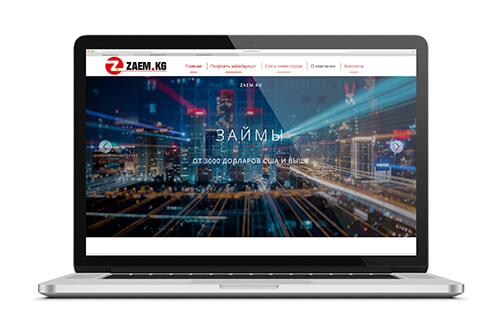 ZAEM.KG
Главная Получить займ/кредит Стать инвестором О компании Контакты
ZAEM.KG
ЗАЙМЫ
ОТ 3000 ДОЛЛАРОВ США И ВЫШЕ